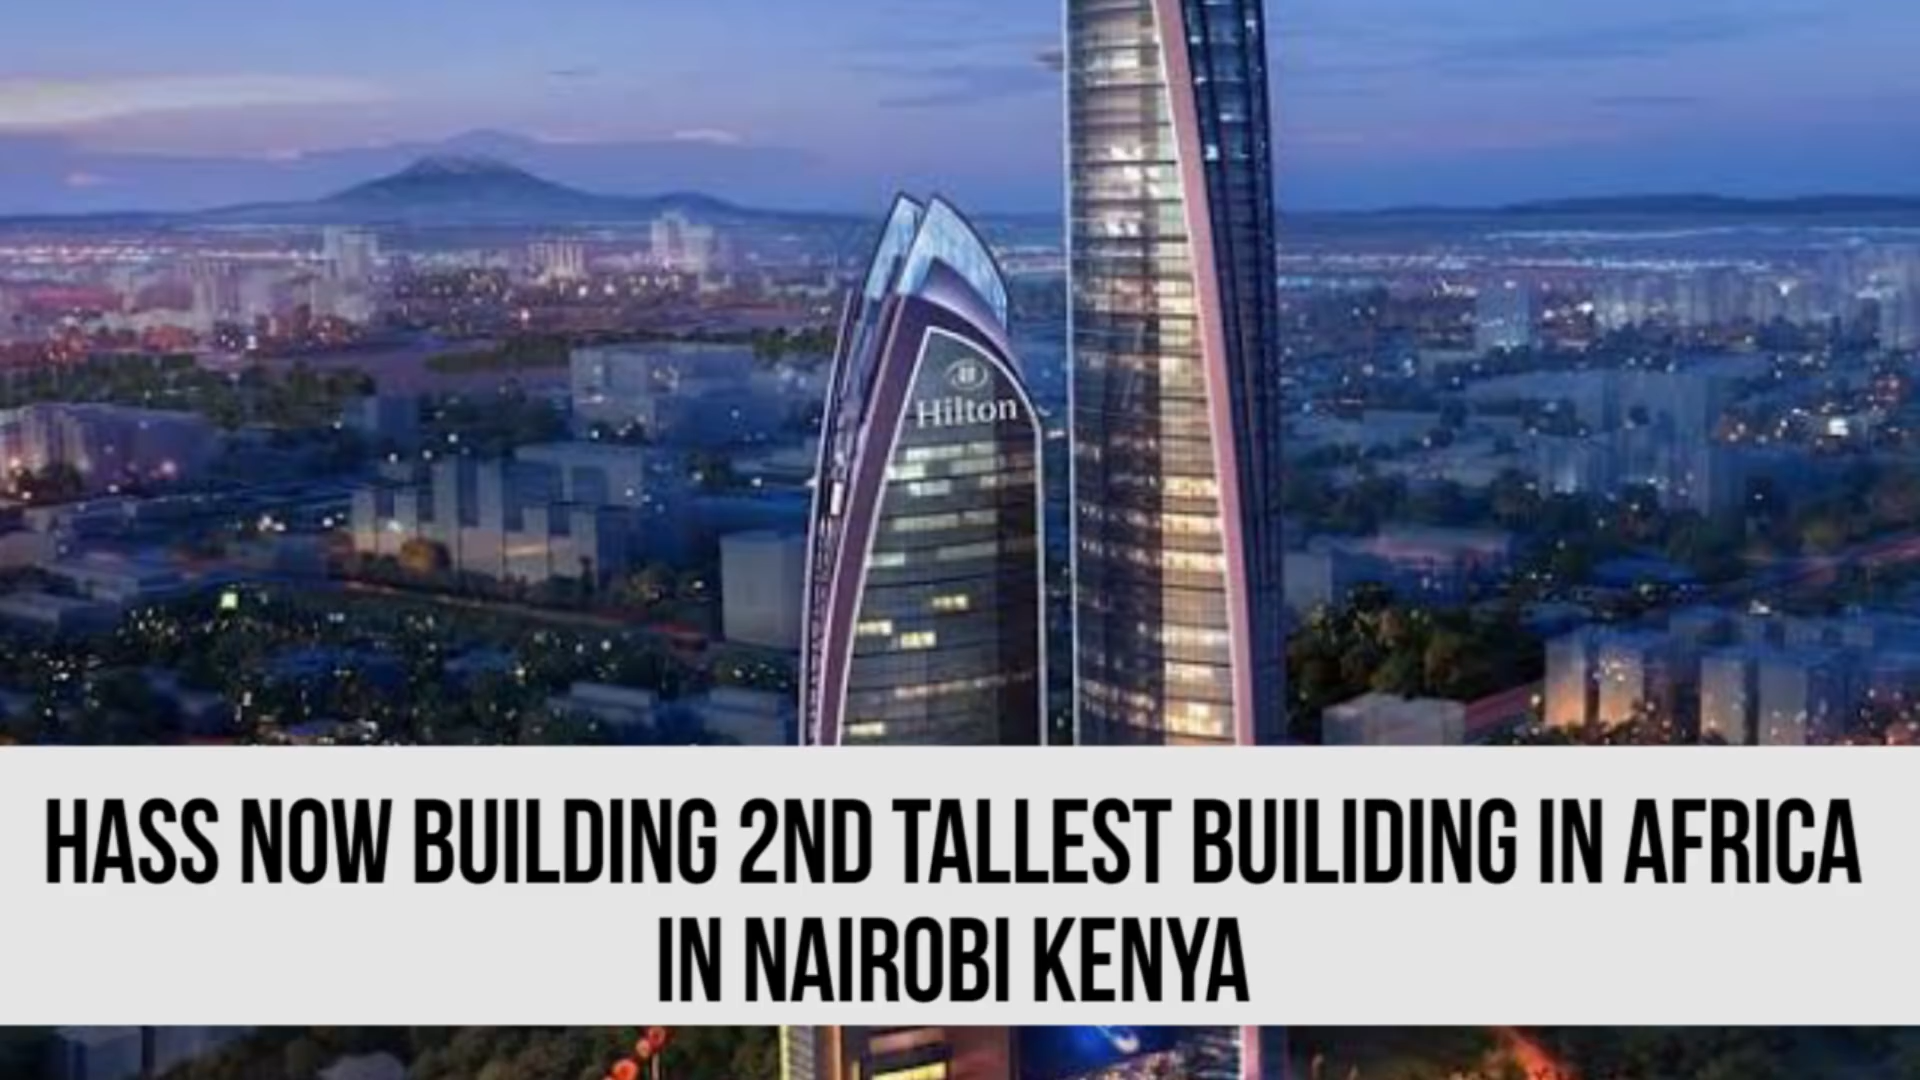 Hilton
HASS NOW BUILDING 2ND TALLEST BUILIDING IN AFRICA
IN NAIROBI KENYA